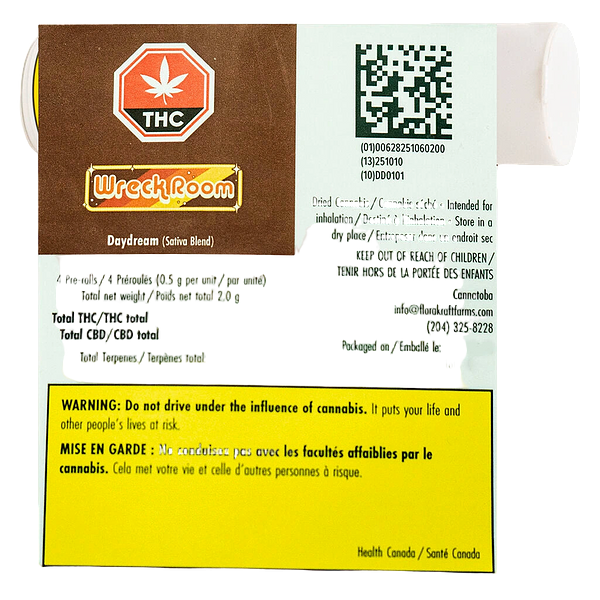 THC
WreckRoom
Daydream (Sativa Blend)
4 Pre-rolls / 4 Préroulés (0.5 g per unit / par unité)
Total net weight / Poids net total 2.0 g
Total THC/THC total
Total CBD/CBD total
Total Terpenes / Terpènes total
(01)00628251060200
(13)251010
(10)DD0101
Dried Cannabis / Cannabis séché - Intended for
inhalation / Destiné à l'inhalation - Store in a
dry place / Entreposer dans un endroit sec
KEEP OUT OF REACH OF CHILDREN /
TENIR HORS DE LA PORTÉE DES ENFANTS
Cannatoba
info@florakraftfarms.com
(204) 325-8228
Packaged on / Emballé le:
WARNING: Do not drive under the influence of cannabis. It puts your life and
other people's lives at risk.
MISE EN GARDE : Ne conduisez pas avec les facultés affaiblies par le
cannabis. Cela met votre vie et celle d'autres personnes à risque.
Health Canada / Santé Canada